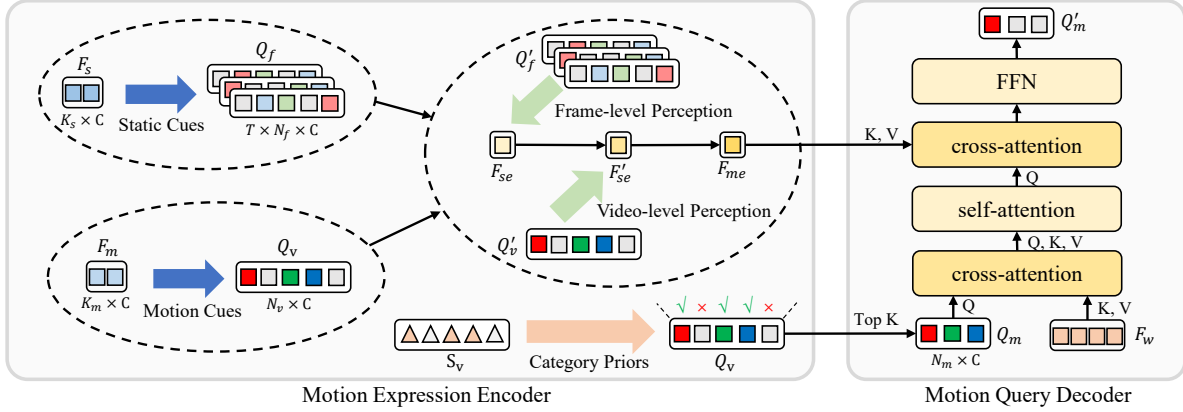 F_s
K_s × C
Static Cues
Q_f
T × N_f × C
F_m
K_m × C
Motion Cues
Q_v
N_v × C
Q'_f
Frame-level Perception
F_se
F'_se
F_me
Video-level Perception
Q'_v
S_v
Category Priors
√ × √ √ ×
Q_v
Top K
K, V
Motion Expression Encoder
Q'_m
FFN
cross-attention
Q
self-attention
Q, K, V
cross-attention
Q
K, V
Q_m
N_m × C
F_w
Motion Query Decoder